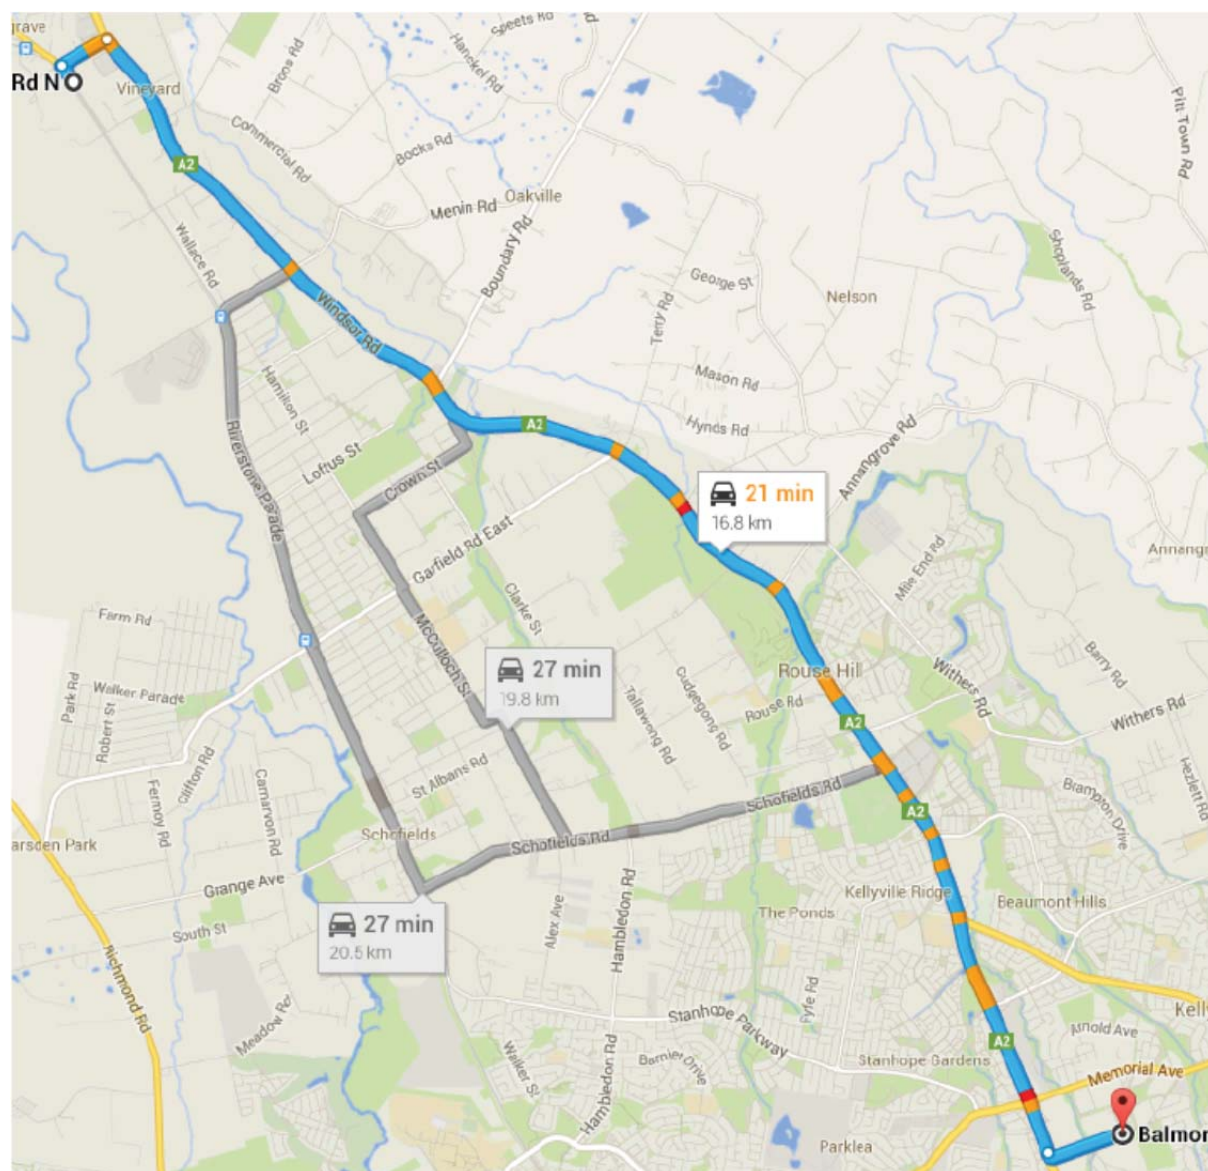 grave
Speets Rd
Hanckel Rd
Broos Rd
Rd N
Vineyard
Commercial Rd
Bocks Rd
Pitt Town Rd
A2
Oakville
Menin Rd
Wallace Rd
Boundary Rd
Shoplands Rd
George St
Nelson
Terry Rd
Windsor Rd
Mason Rd
Hamilton St
Hynds Rd
A2
Annangrove Rd
Riverstone Parade
Loftus St
Crown St
21 min
16.8 km
Garfield Rd East
Annang
Mile End Rd
Clarke St
Farm Rd
McCulloch St
Barry Rd
27 min
19.8 km
Rouse Hill
Withers Rd
Park Rd
Walker Parade
Robert St
Tallawong Rd
Cudgegong Rd
Rouse Rd
Withers Rd
A2
Clifton Rd
Fermoy Rd
Carnarvon Rd
St Albans Rd
Schofields Rd
Hezlett Rd
Brampton Drive
A2
arsden Park
Schofields
Schofields Rd
Grange Ave
Hambledon Rd
Kellyville Ridge
Beaumont Hills
The Ponds
Alex Ave
27 min
20.5 km
South St
Richmond Rd
Fyfe Rd
Meadow Rd
Stanhope Parkway
Kelly
Arnold Ave
A2
Walker St
Hambledon Rd
Barnier Drive
Stanhope Gardens
Memorial Ave
Parklea
Balmor